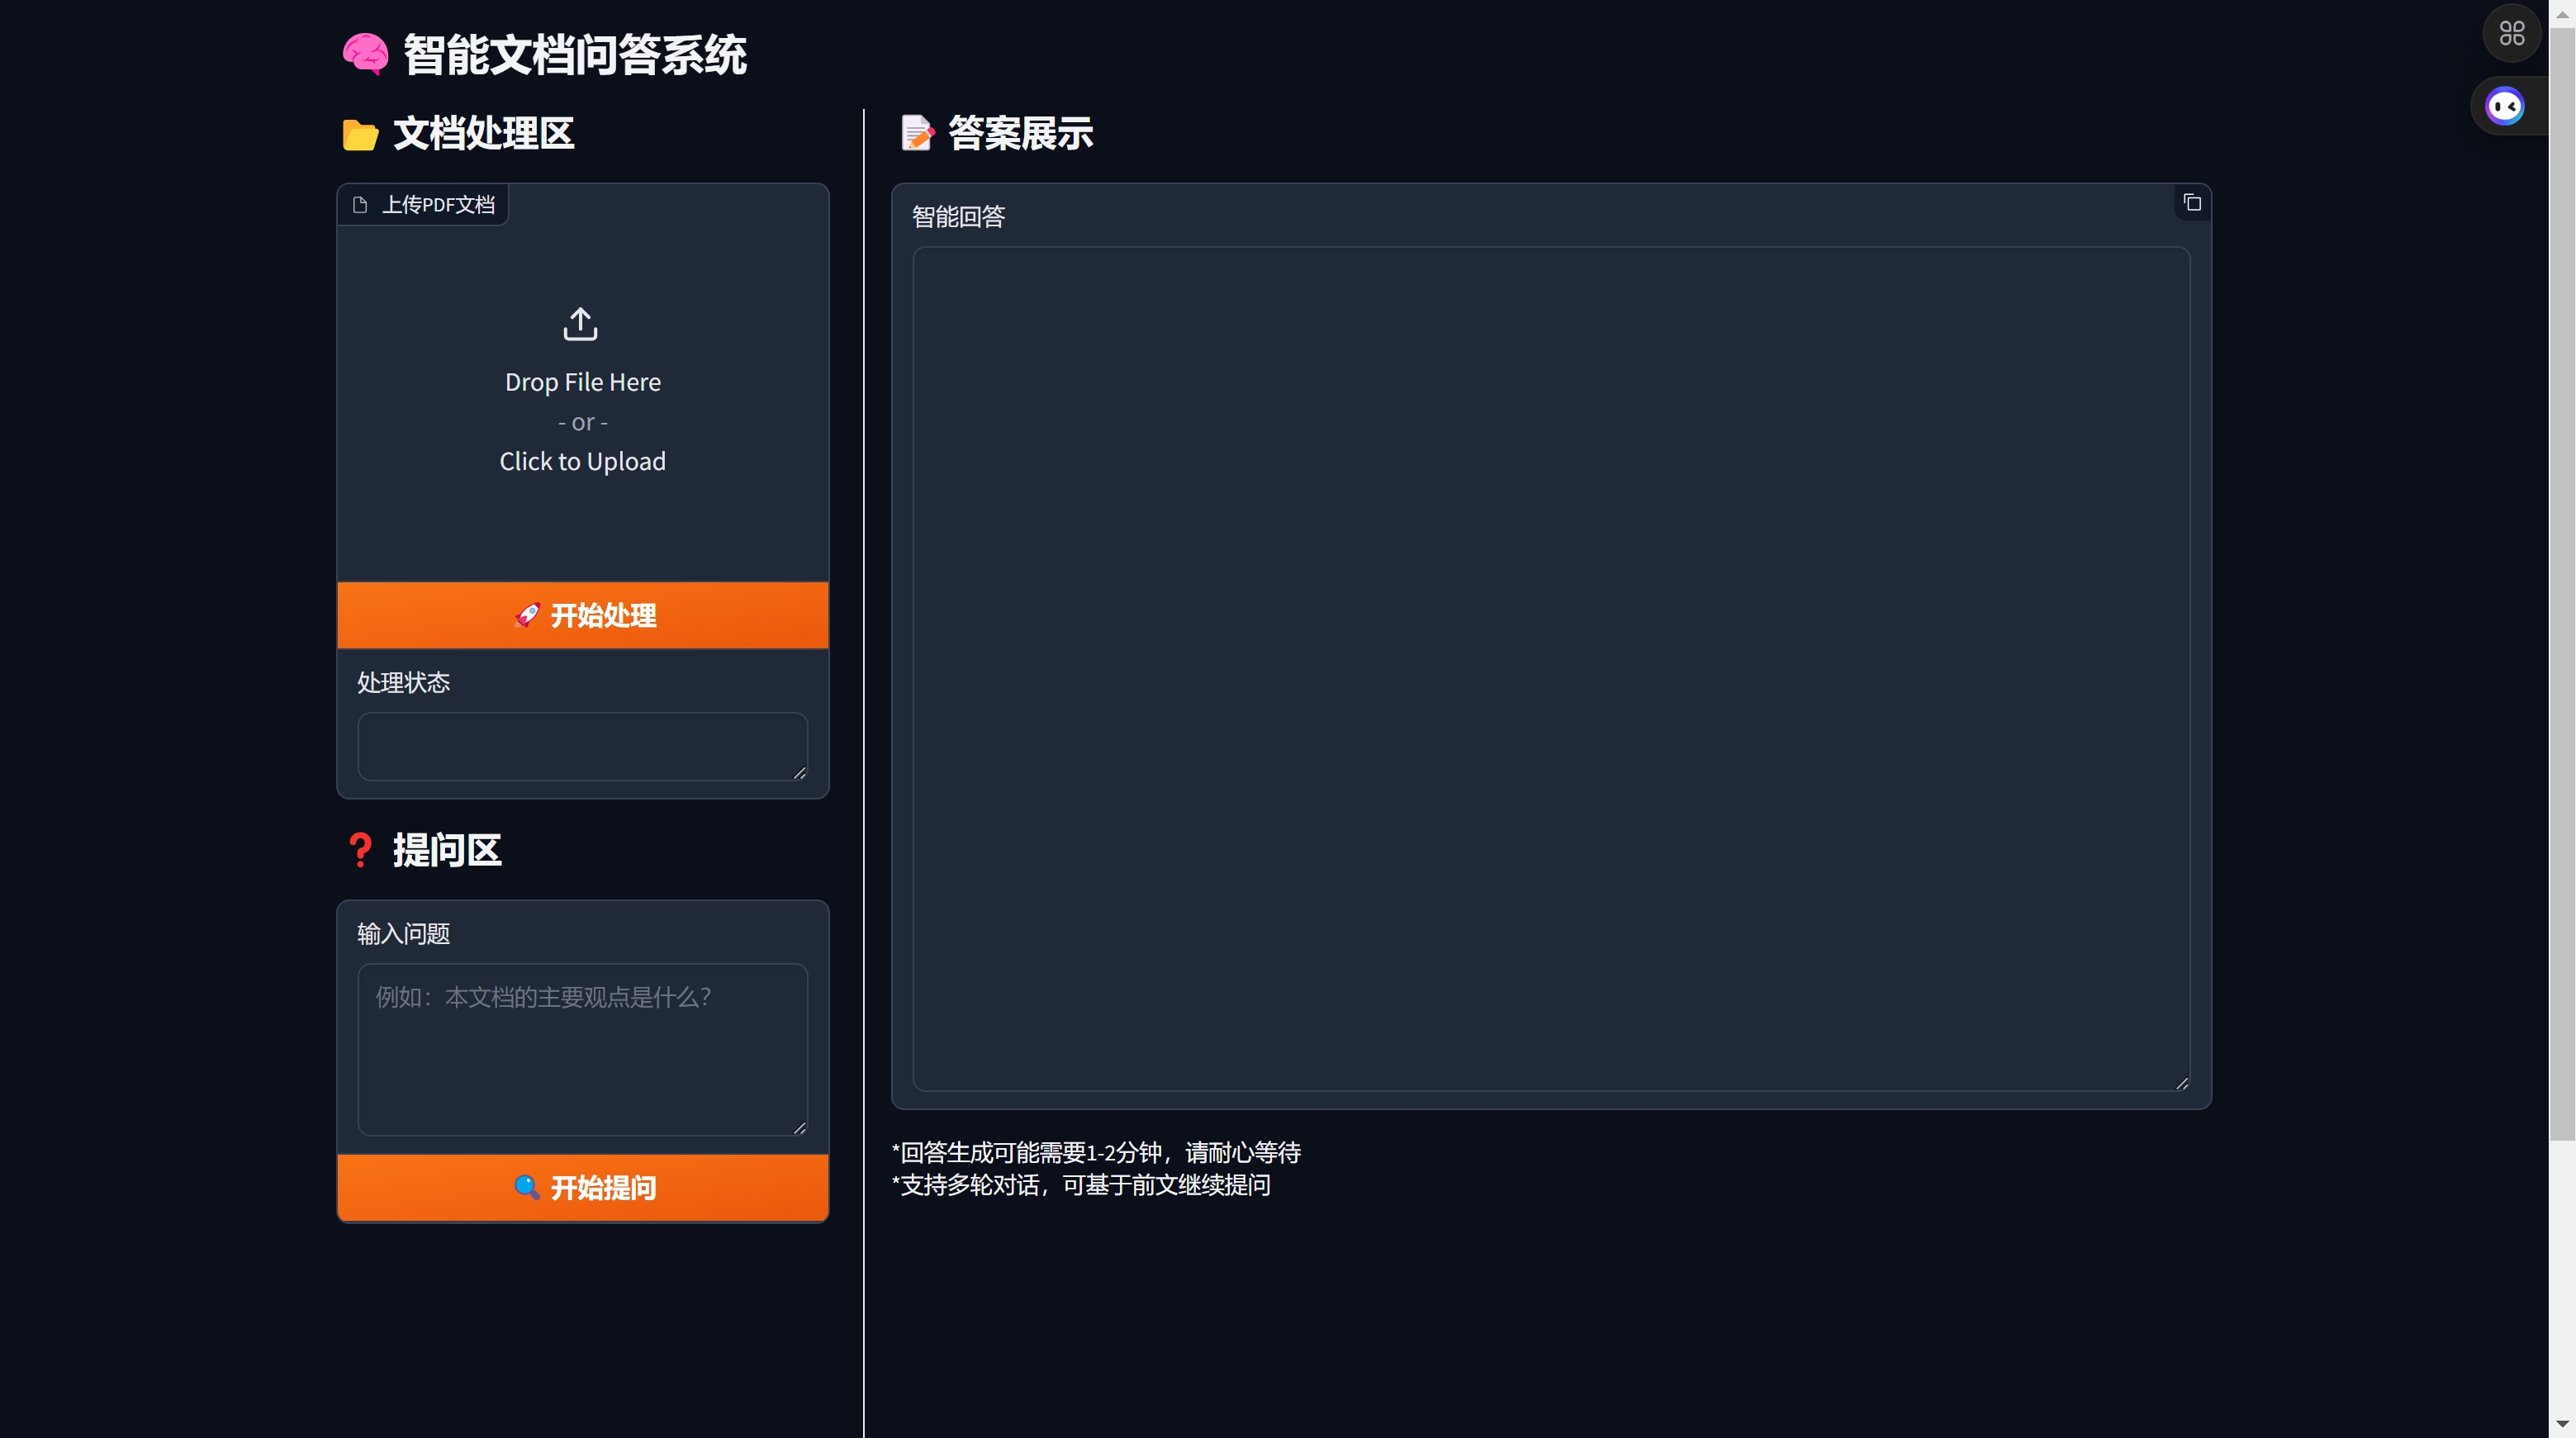 🧠 智能文档问答系统
📂 文档处理区
上传PDF文档
Drop File Here
- or -
Click to Upload
🚀 开始处理
处理状态
❓ 提问区
输入问题
例如：本文档的主要观点是什么？
🔍 开始提问
📝 答案展示
智能回答
*回答生成可能需要1-2分钟，请耐心等待
*支持多轮对话，可基于前文继续提问